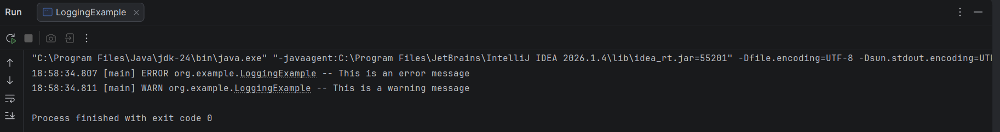 Run LoggingExample
"C:\Program Files\Java\jdk-24\bin\java.exe" "-javaagent:C:\Program Files\JetBrains\IntelliJ IDEA 2026.1.4\lib\idea_rt.jar=55201" -Dfile.encoding=UTF-8 -Dsun.stdout.encoding=UTF
18:58:34.807 [main] ERROR org.example.LoggingExample -- This is an error message
18:58:34.811 [main] WARN org.example.LoggingExample -- This is a warning message
Process finished with exit code 0